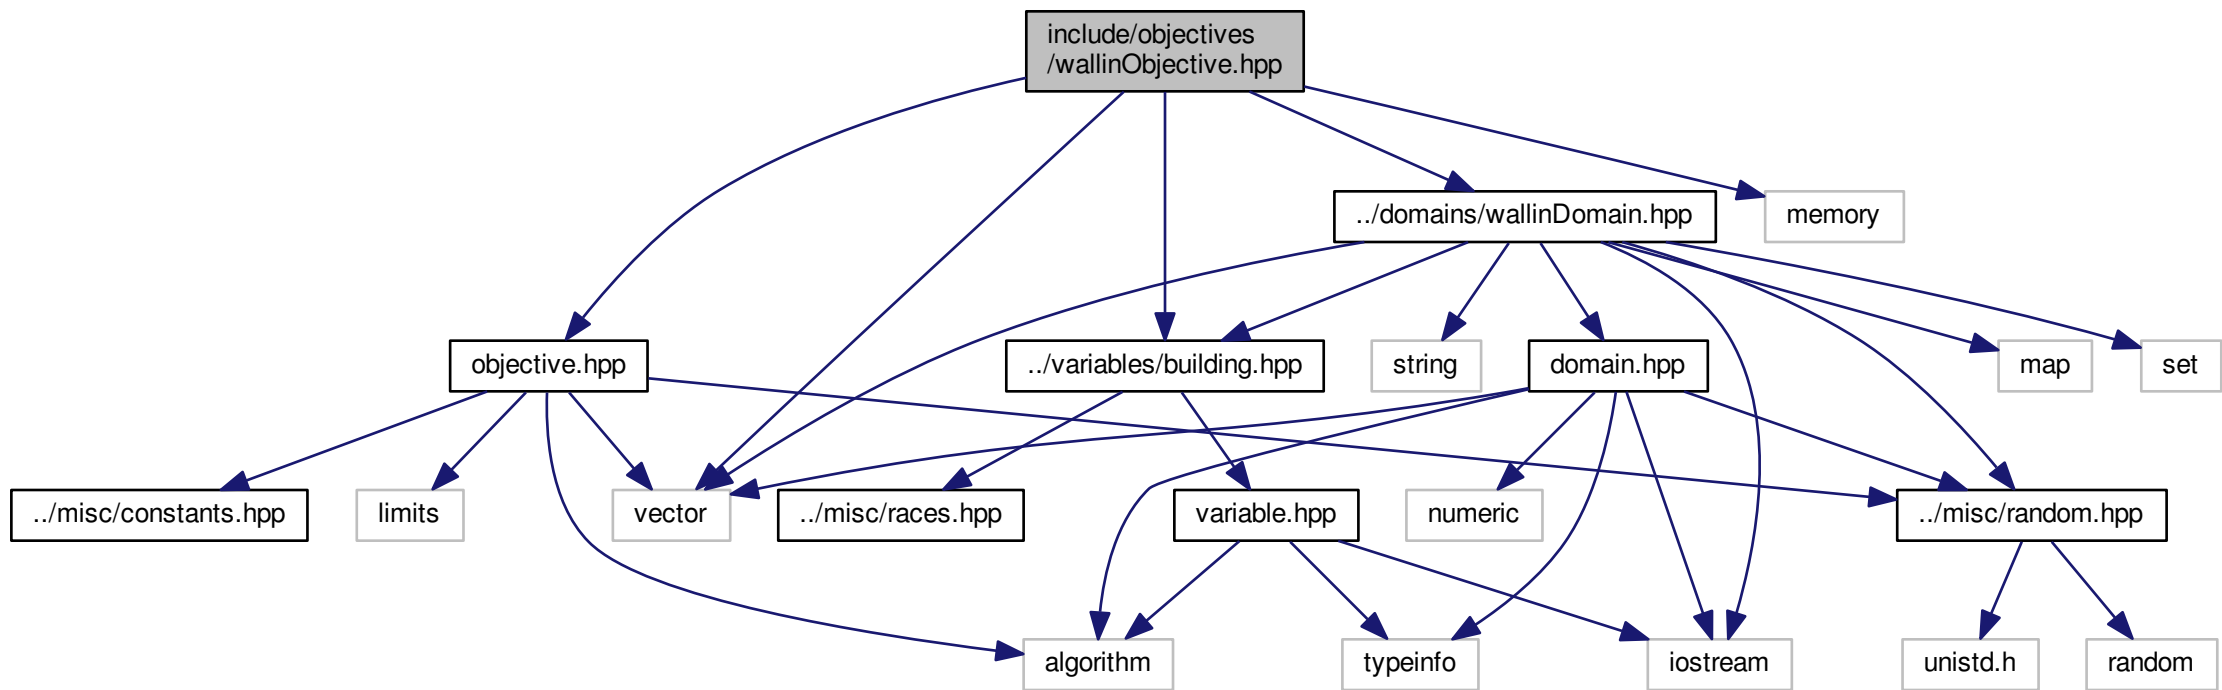 include/objectives
/wallinObjective.hpp
../domains/wallinDomain.hpp
memory
objective.hpp
../variables/building.hpp
string
domain.hpp
map
set
../misc/constants.hpp
limits
vector
../misc/races.hpp
variable.hpp
numeric
../misc/random.hpp
algorithm
typeinfo
iostream
unistd.h
random